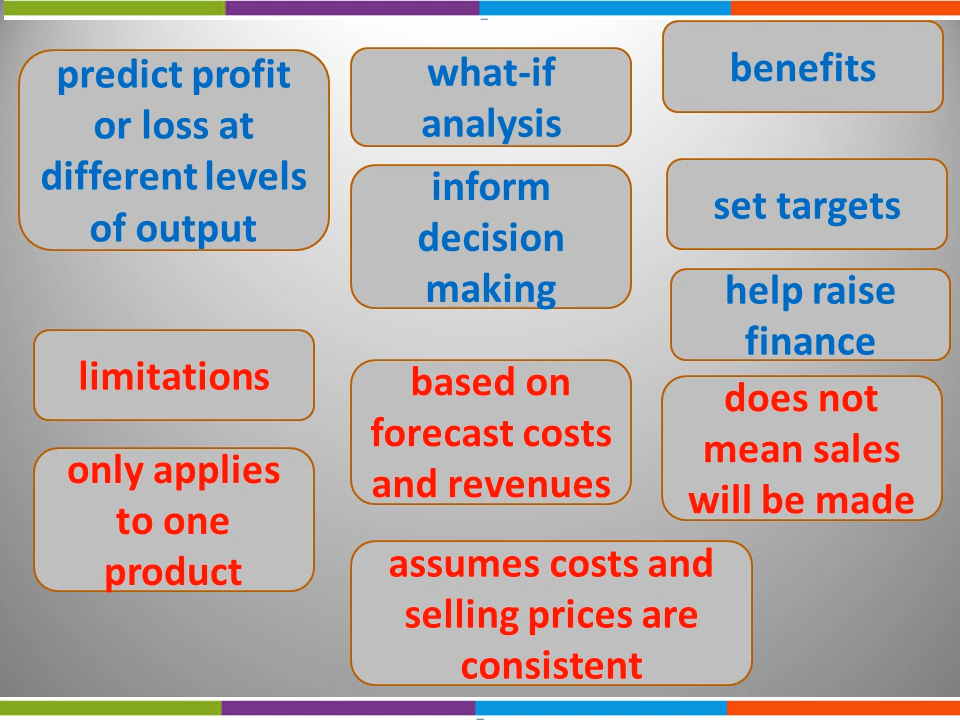 predict profit
or loss at
different levels
of output
what-if
analysis
benefits
inform
decision
making
set targets
help raise
finance
limitations
based on
forecast costs
and revenues
does not
mean sales
will be made
only applies
to one
product
assumes costs and
selling prices are
consistent